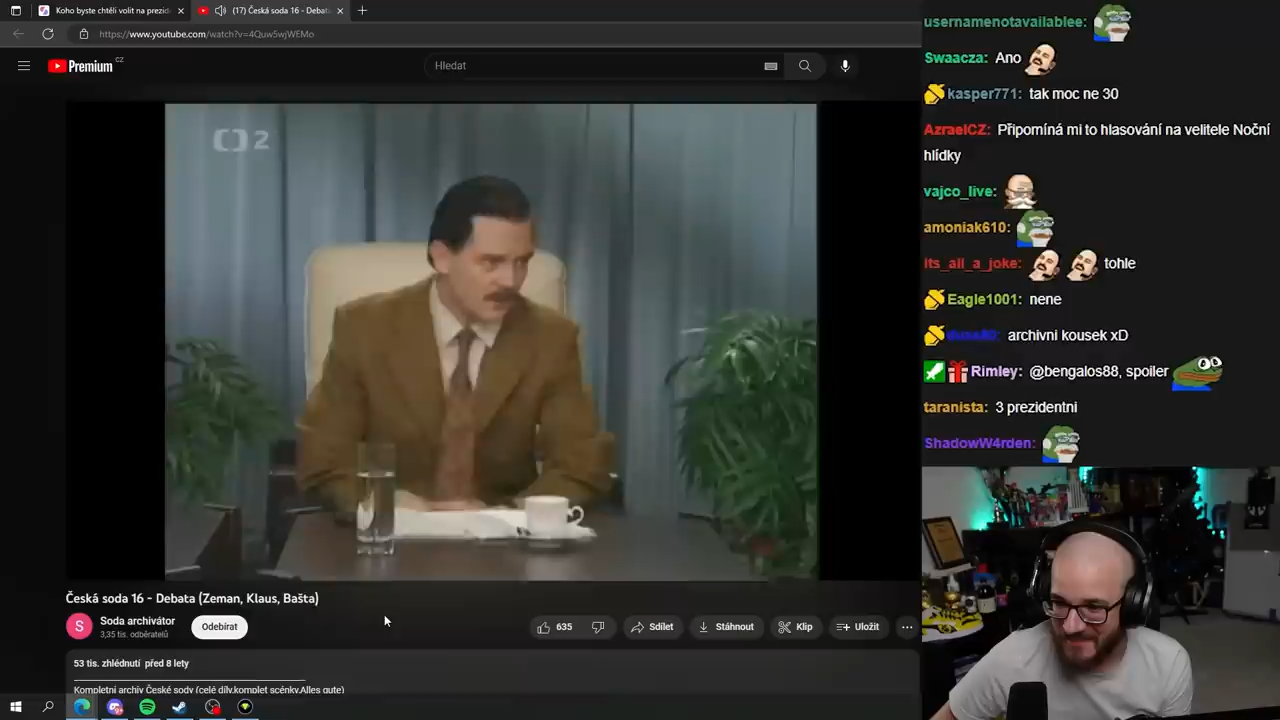 Koho byste chtěli volit na prezid
(17) Česká soda 16 - Debata
https://www.youtube.com/watch?v=4Quw5wjWEMo
Premium CZ
Hledat
2
Česká soda 16 - Debata (Zeman, Klaus, Bašta)
S
Soda archivátor
3,35 tis. odběratelů
Odebírat
635
Sdílet
Stáhnout
Klip
Uložit
53 tis. zhlédnutí před 8 lety
Kompletní archiv České sody (celé díly,komplet scénky,Alles gute)
usernamenotavailablee:
Swaacza: Ano
kasper771: tak moc ne 30
AzraelCZ: Připomíná mi to hlasování na velitele Noční
hlídky
vajco_live:
amoniak610:
its_all_a_joke: tohle
Eagle1001: nene
archivni kousek xD
Rimley: @bengalos88, spoiler
taranista: 3 prezidentni
ShadowW4rden: